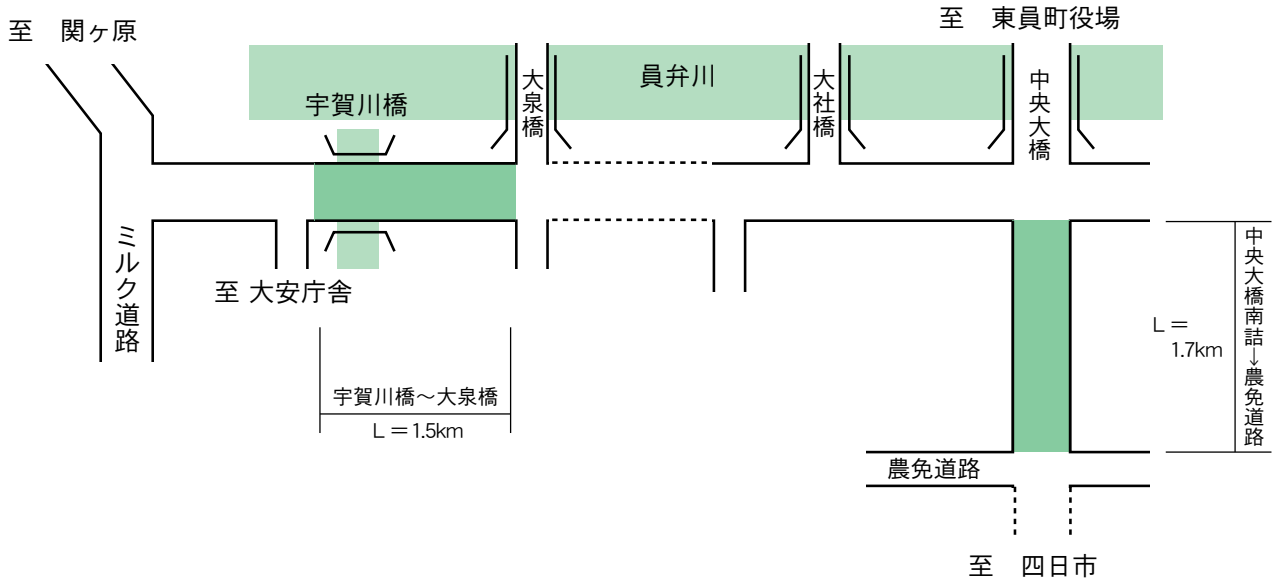 至　東員町役場
至　関ヶ原
員弁川
大泉橋
大社橋
中央大橋
宇賀川橋
ミルク道路
至 大安庁舎
中央大橋南詰→農免道路
L＝
1.7km
宇賀川橋～大泉橋
L＝1.5km
農免道路
至　四日市